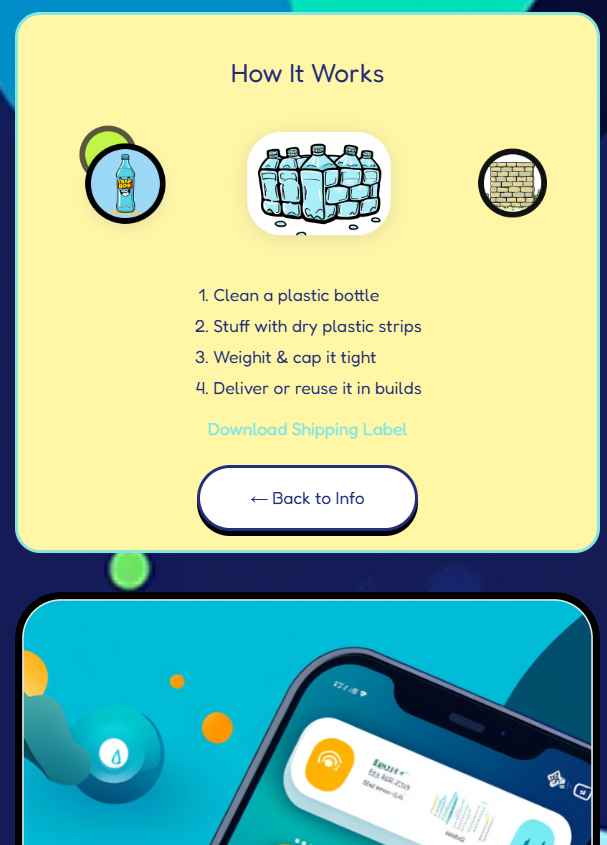 How It Works
1. Clean a plastic bottle
2. Stuff with dry plastic strips
3. Weighit & cap it tight
4. Deliver or reuse it in builds
Download Shipping Label
← Back to Info